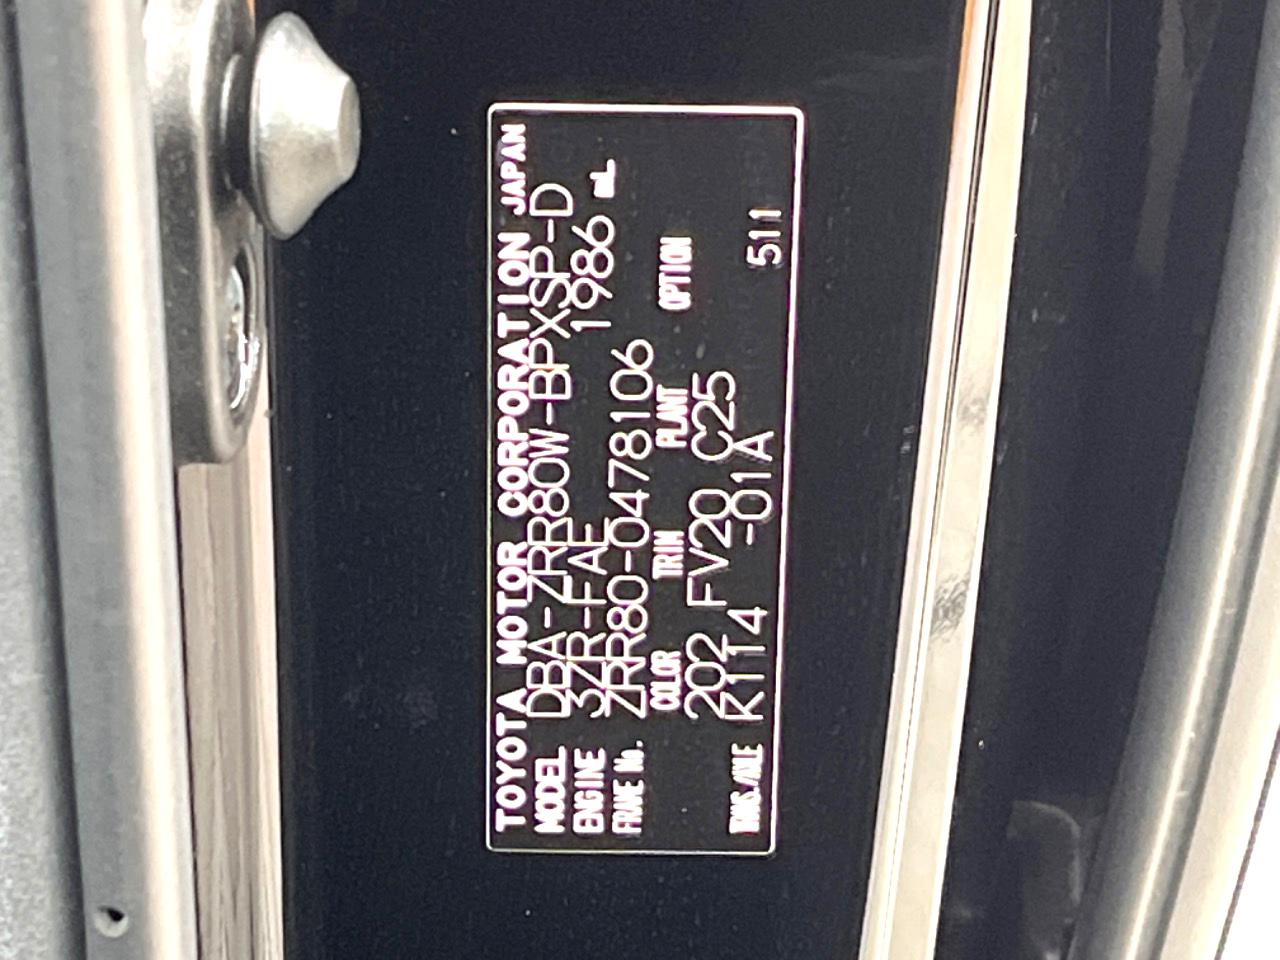 TOYOTA MOTOR CORPORATION JAPAN
MODEL DBA-ZRR80W-BPXSP-D
ENGINE 3ZR-FAE 1986 mL
FRAME No. ZRR80-0478106
COLOR TRIM PLANT OPTION
202 FV20 C25
TRANS./AXLE K114 -01A 511